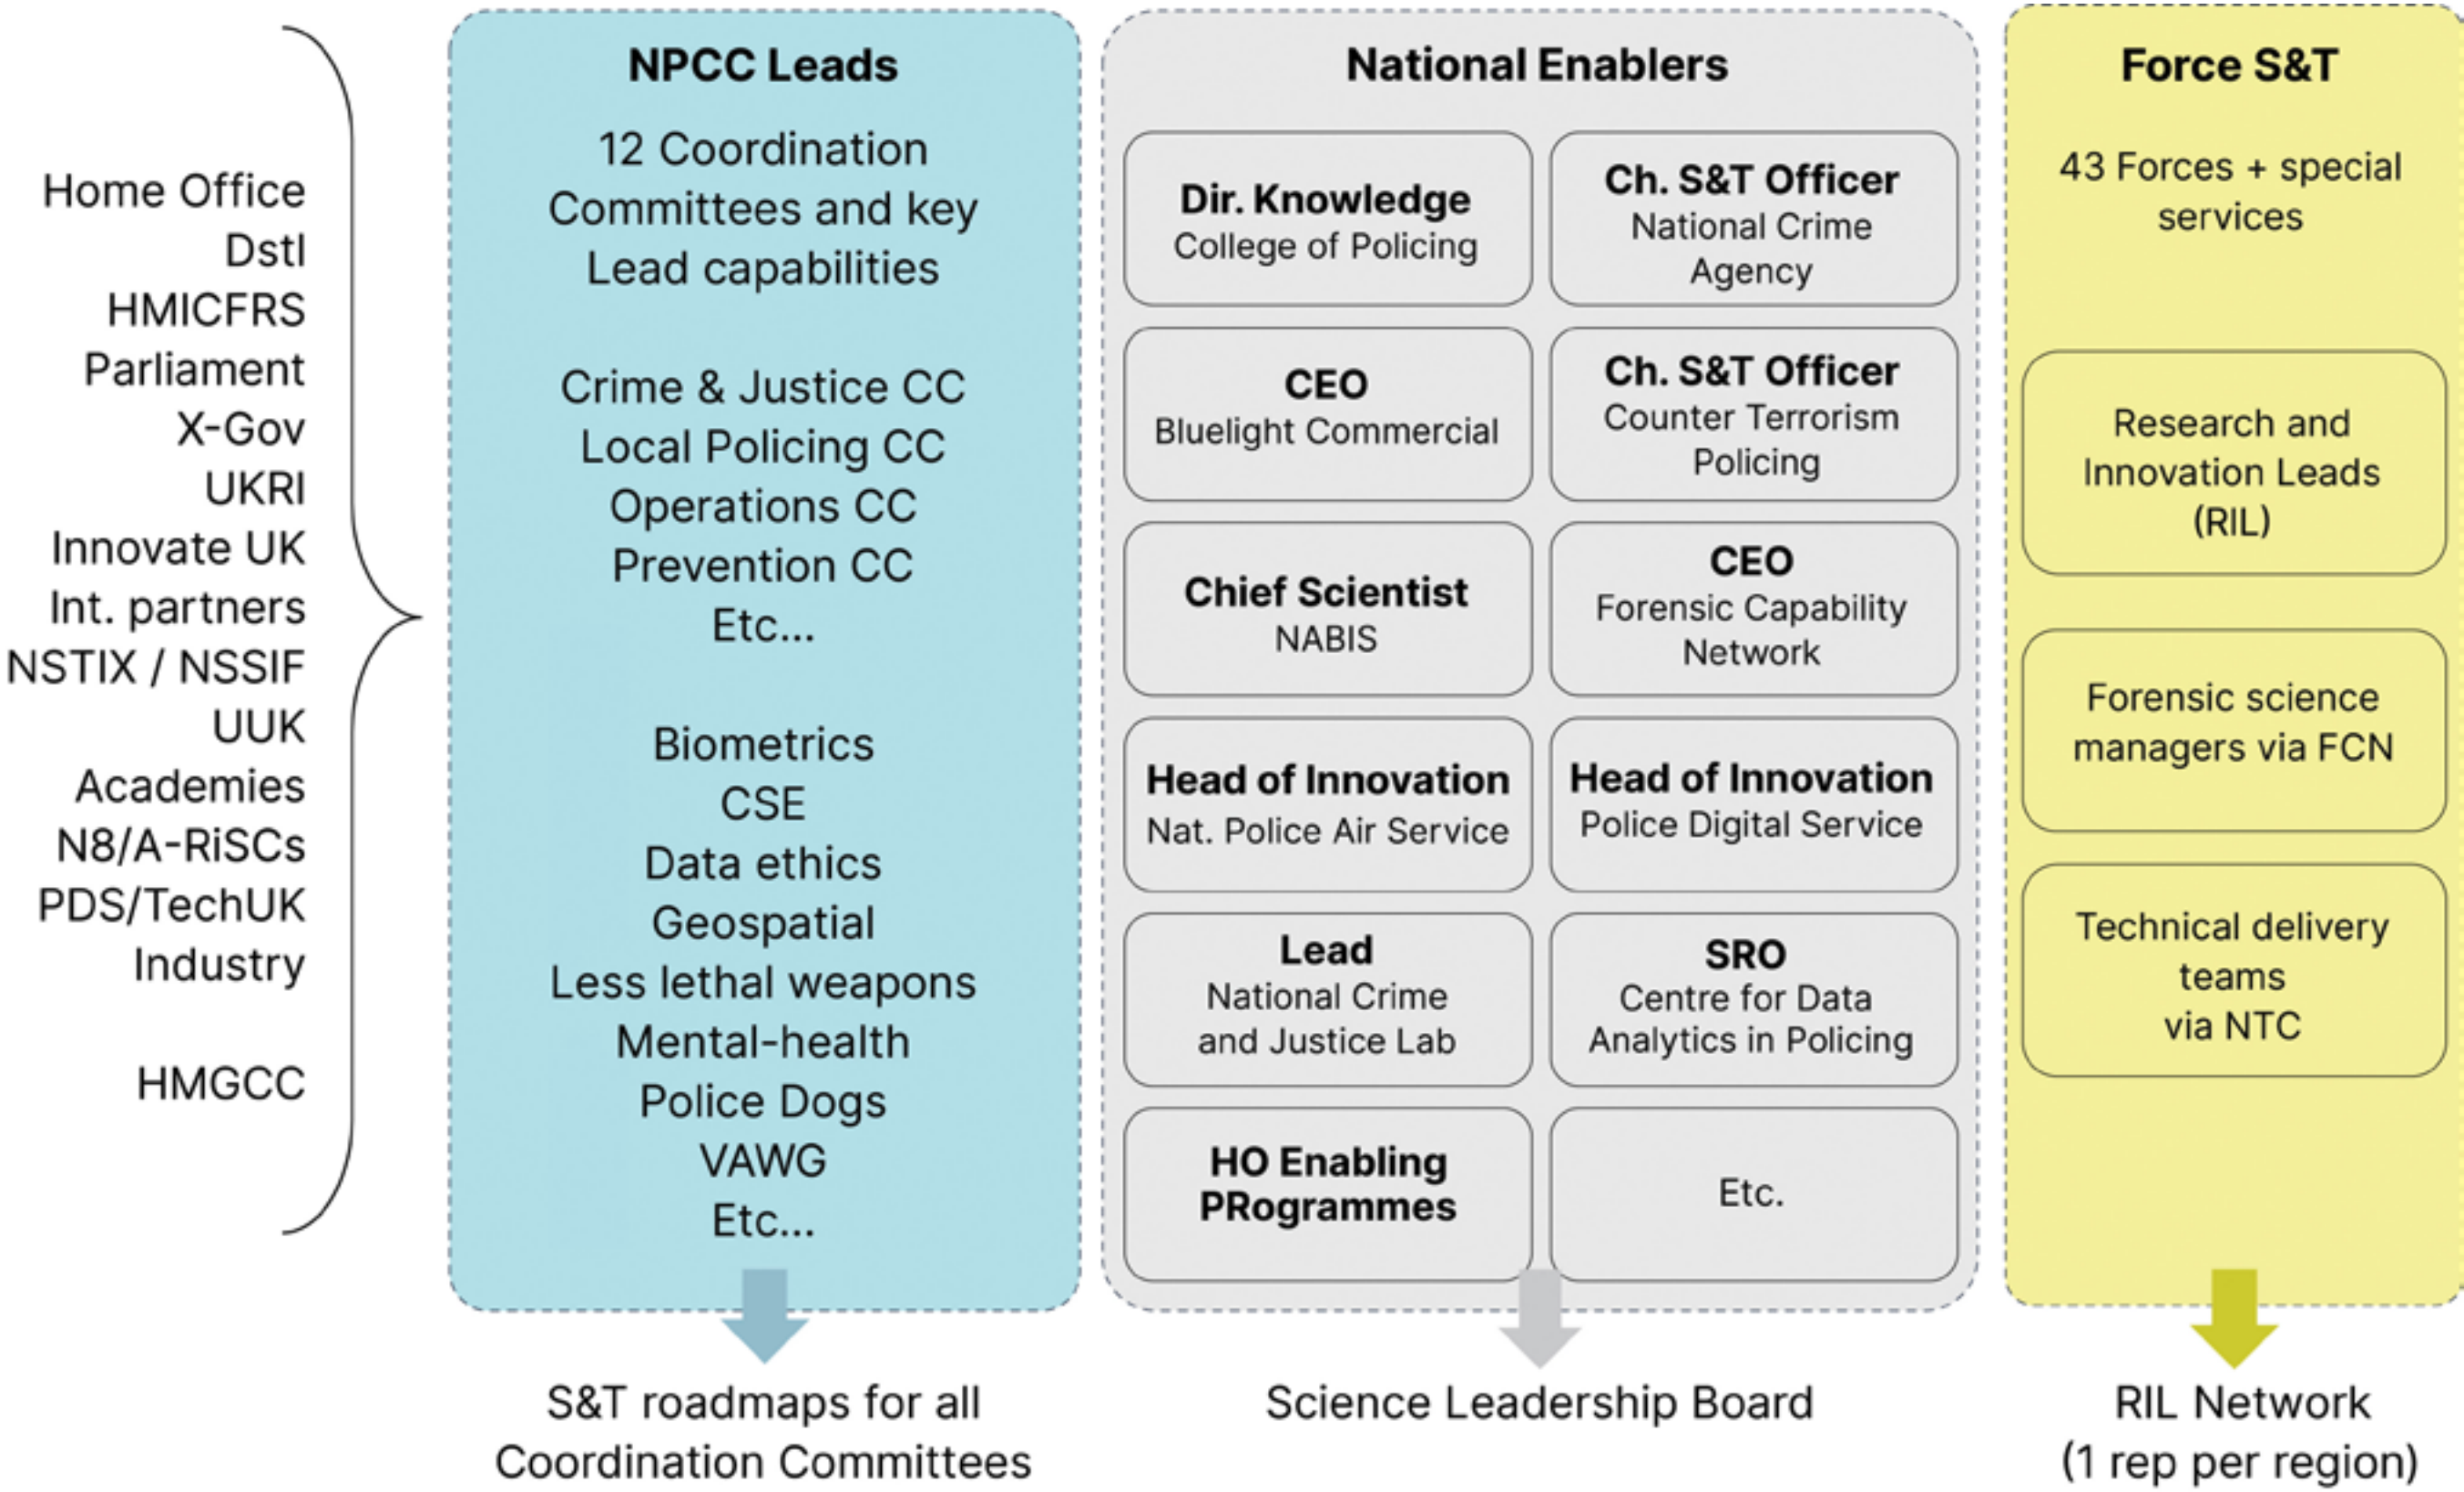 Home Office
Dstl
HMICFRS
Parliament
X-Gov
UKRI
Innovate UK
Int. partners
NSTIX / NSSIF
UUK
Academies
N8/A-RiSCs
PDS/TechUK
Industry
HMGCC
NPCC Leads
12 Coordination
Committees and key
Lead capabilities
Crime & Justice CC
Local Policing CC
Operations CC
Prevention CC
Etc...
Biometrics
CSE
Data ethics
Geospatial
Less lethal weapons
Mental-health
Police Dogs
VAWG
Etc...
S&T roadmaps for all
Coordination Committees
National Enablers
Dir. Knowledge
College of Policing
Ch. S&T Officer
National Crime
Agency
CEO
Bluelight Commercial
Ch. S&T Officer
Counter Terrorism
Policing
Chief Scientist
NABIS
CEO
Forensic Capability
Network
Head of Innovation
Nat. Police Air Service
Head of Innovation
Police Digital Service
Lead
National Crime
and Justice Lab
SRO
Centre for Data
Analytics in Policing
HO Enabling
PRogrammes
Etc.
Science Leadership Board
Force S&T
43 Forces + special
services
Research and
Innovation Leads
(RIL)
Forensic science
managers via FCN
Technical delivery
teams
via NTC
RIL Network
(1 rep per region)